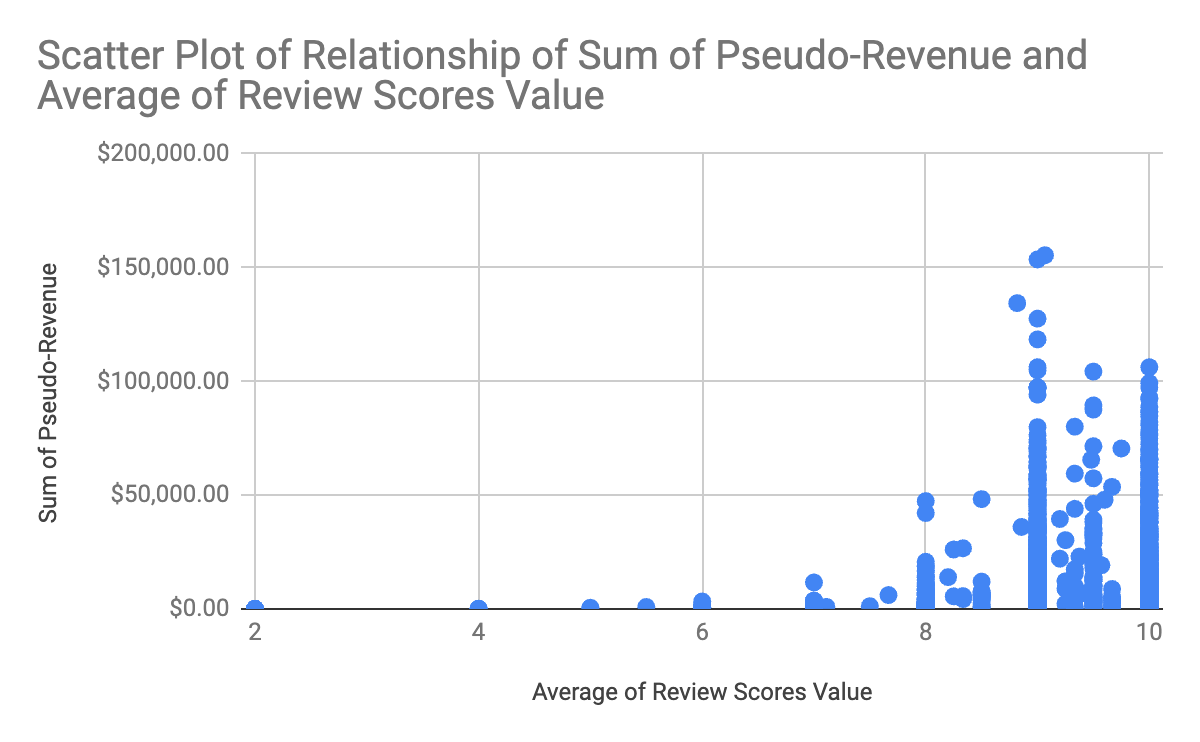 Scatter Plot of Relationship of Sum of Pseudo-Revenue and
Average of Review Scores Value
$200,000.00
$150,000.00
$100,000.00
$50,000.00
$0.00
Sum of Pseudo-Revenue
2 4 6 8 10
Average of Review Scores Value